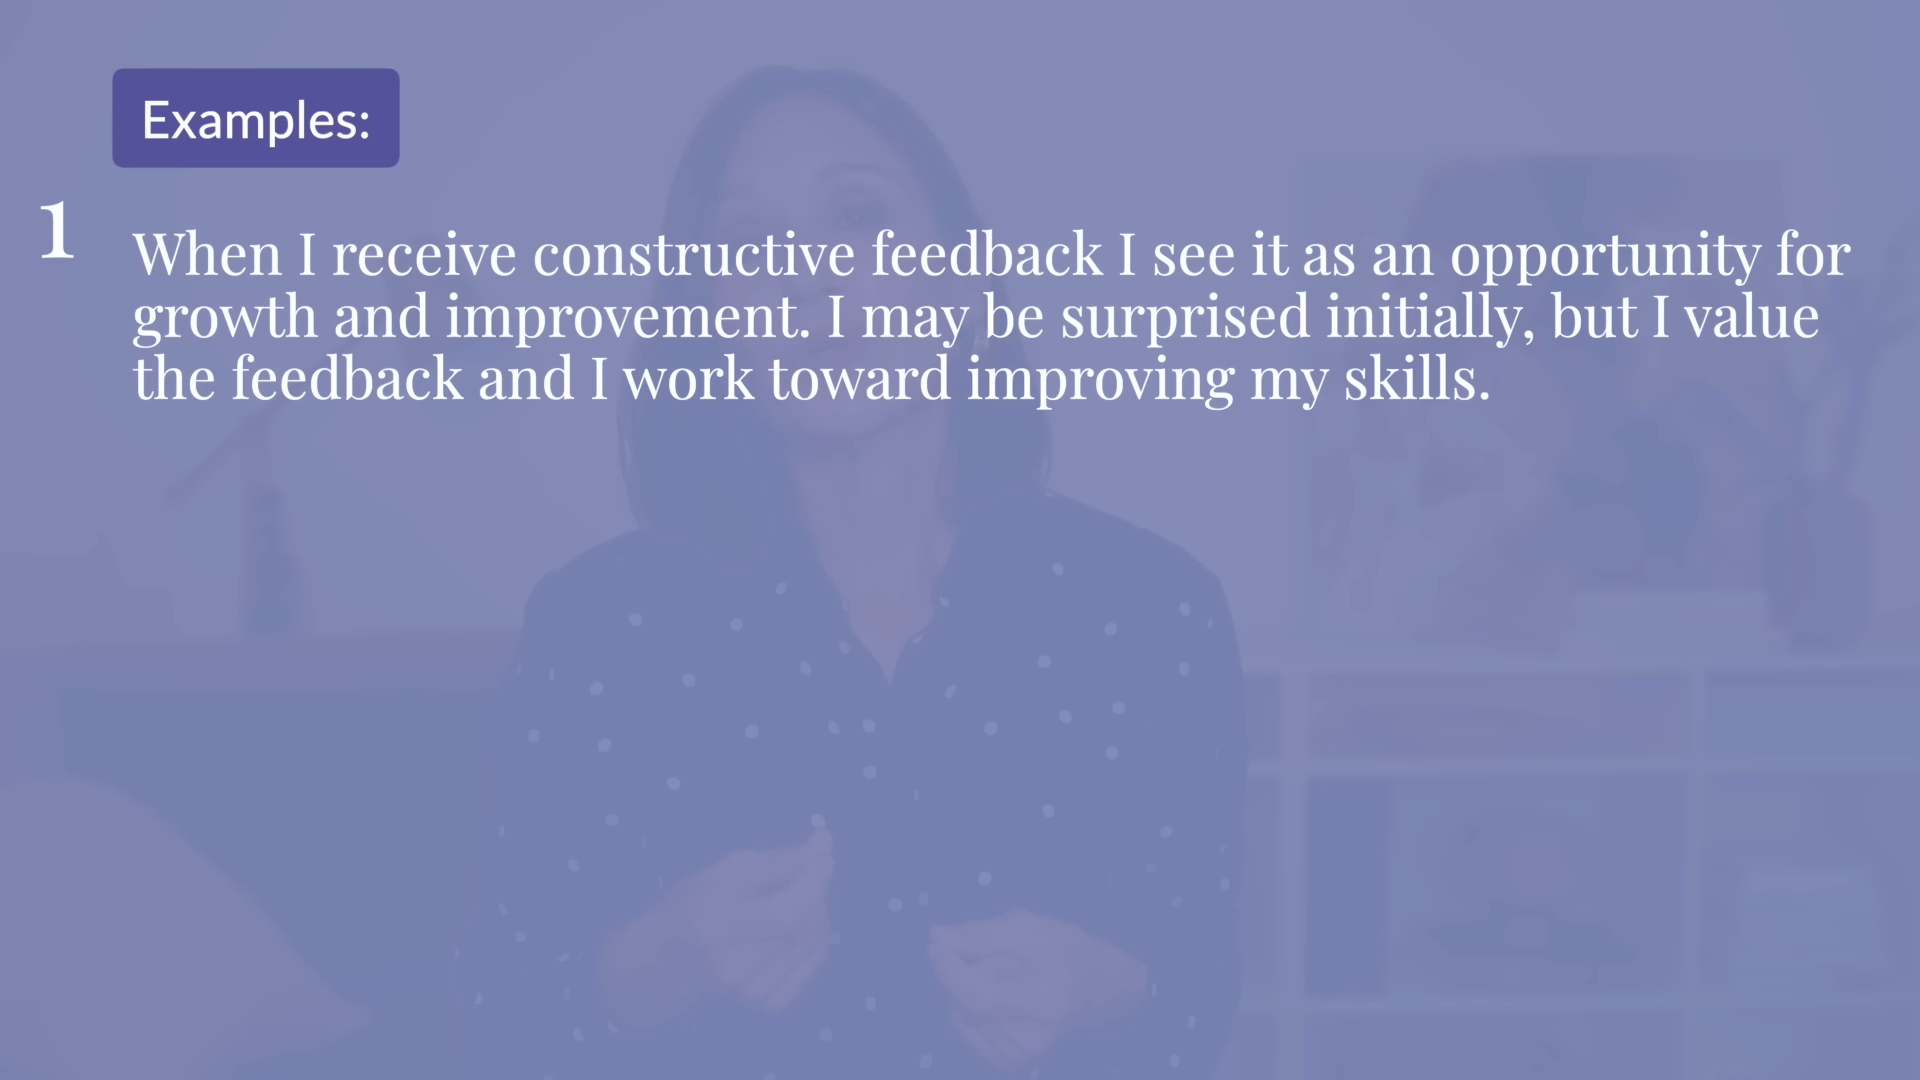 Examples:
1
When I receive constructive feedback I see it as an opportunity for
growth and improvement. I may be surprised initially, but I value
the feedback and I work toward improving my skills.